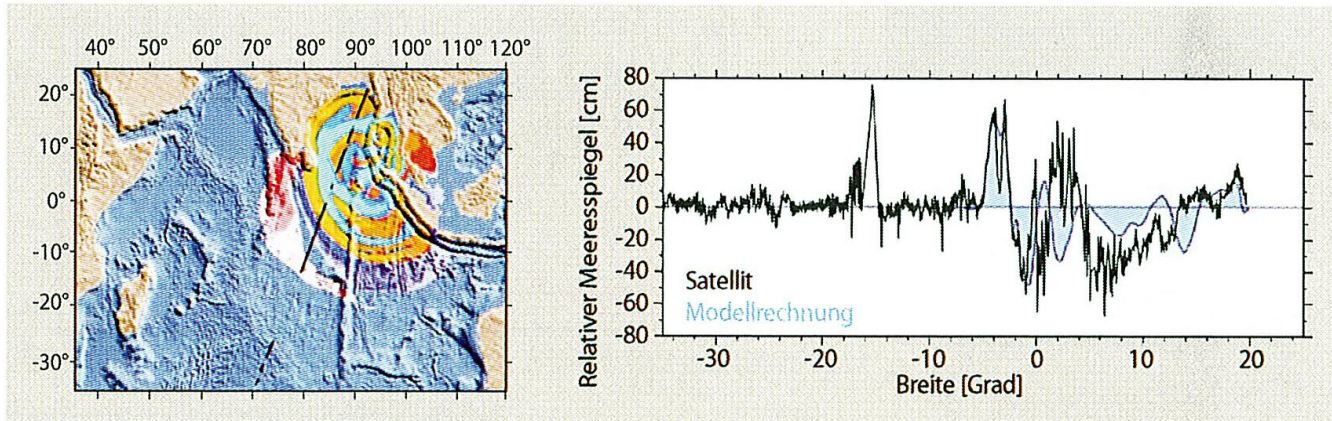 40° 50° 60° 70° 80° 90° 100° 110° 120°
20°
10°
0°
-10°
-20°
-30°
Relativer Meeresspiegel [cm]
80
60
40
20
0
-20
-40
-60
-80
Satellit
Modellrechnung
-30 -20 -10 0 10 20
Breite [Grad]